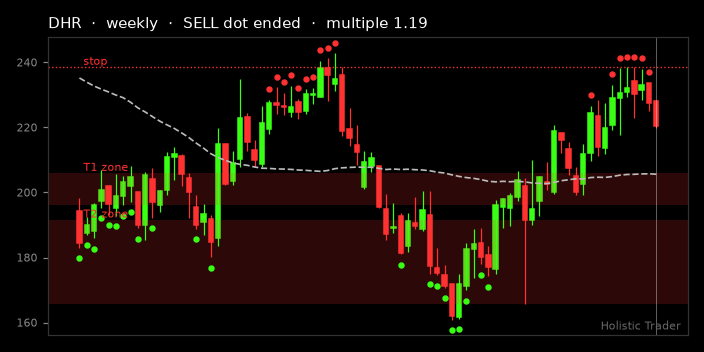 DHR · weekly · SELL dot ended · multiple 1.19
240
stop
220
T1 zone
200
T2 zone
180
160
Holistic Trader